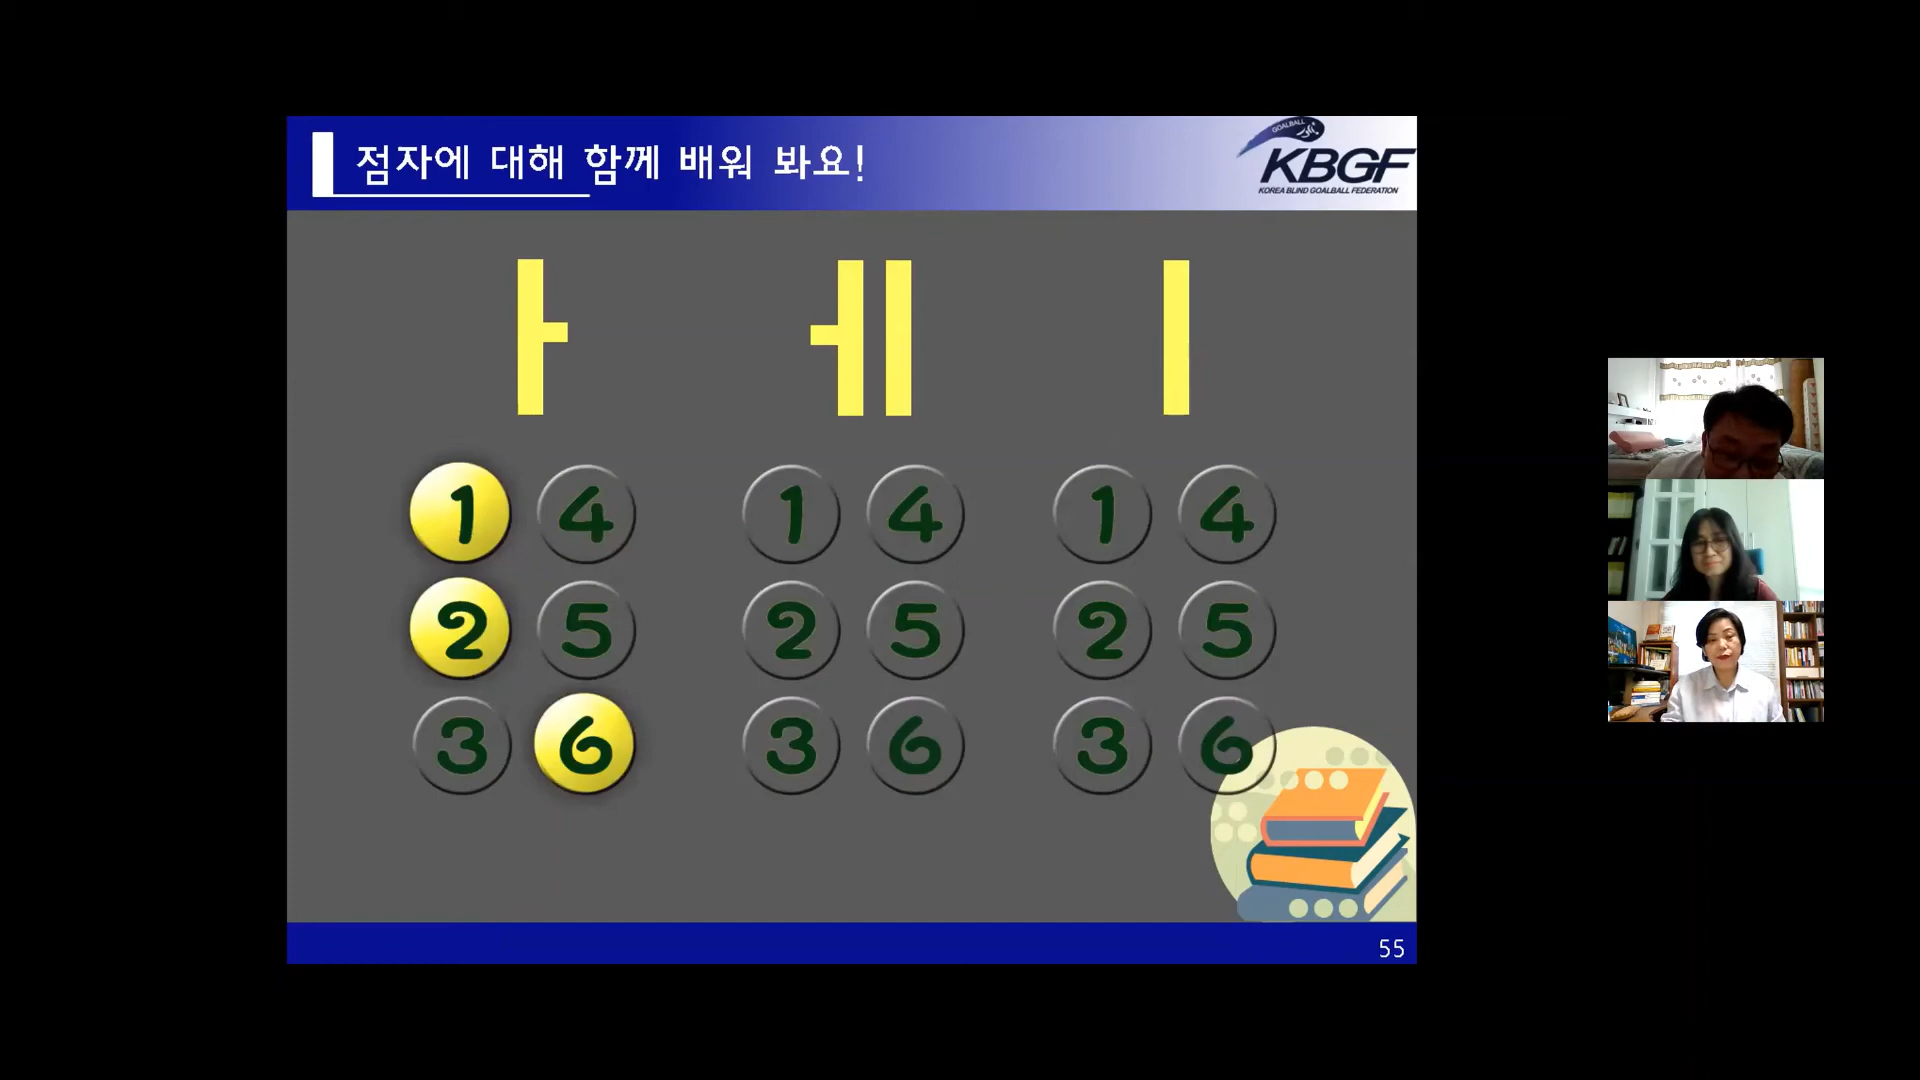 점자에 대해 함께 배워 봐요!
GOALBALL
KBGF
KOREA BLIND GOALBALL FEDERATION
ㅏ ㅔ ㅣ
1 4 1 4 1 4
2 5 2 5 2 5
3 6 3 6 3 6
55